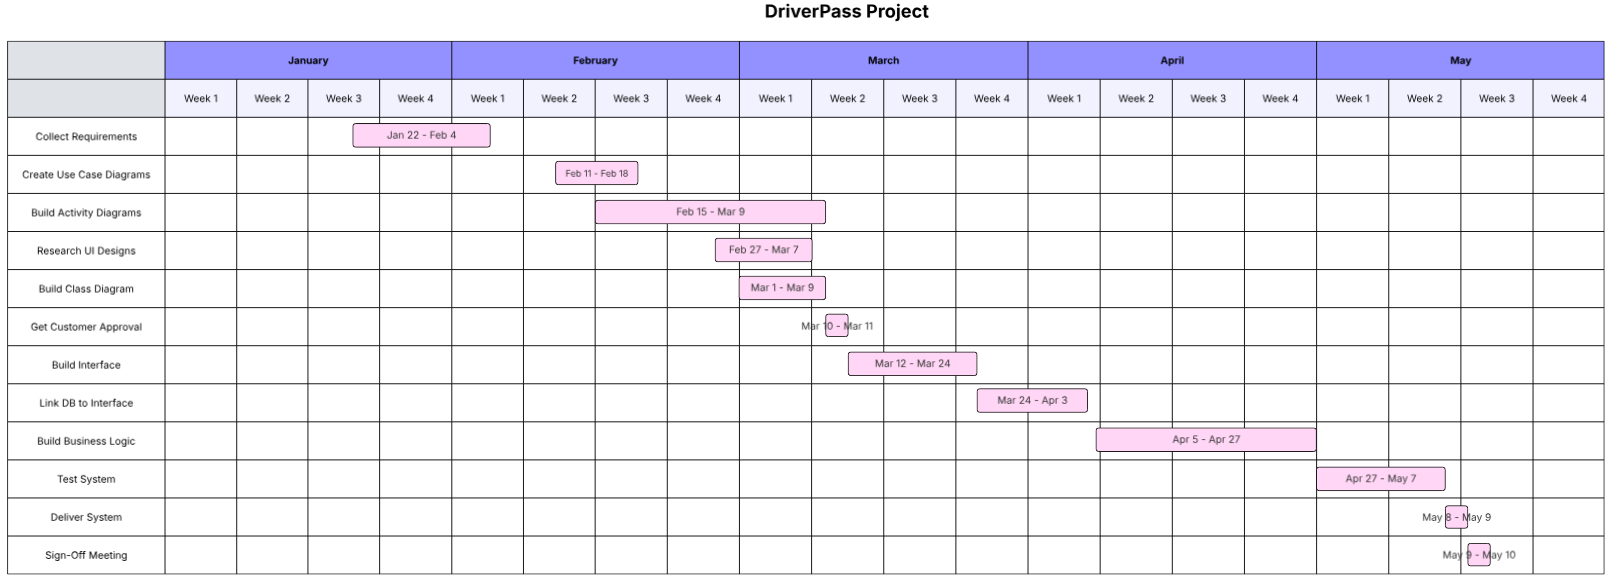 DriverPass Project
January February March April May
Week 1 Week 2 Week 3 Week 4 Week 1 Week 2 Week 3 Week 4 Week 1 Week 2 Week 3 Week 4 Week 1 Week 2 Week 3 Week 4 Week 1 Week 2 Week 3 Week 4
Collect Requirements Jan 22 - Feb 4
Create Use Case Diagrams Feb 11 - Feb 18
Build Activity Diagrams Feb 15 - Mar 9
Research UI Designs Feb 27 - Mar 7
Build Class Diagram Mar 1 - Mar 9
Get Customer Approval Mar 10 - Mar 11
Build Interface Mar 12 - Mar 24
Link DB to Interface Mar 24 - Apr 3
Build Business Logic Apr 5 - Apr 27
Test System Apr 27 - May 7
Deliver System May 8 - May 9
Sign-Off Meeting May 9 - May 10